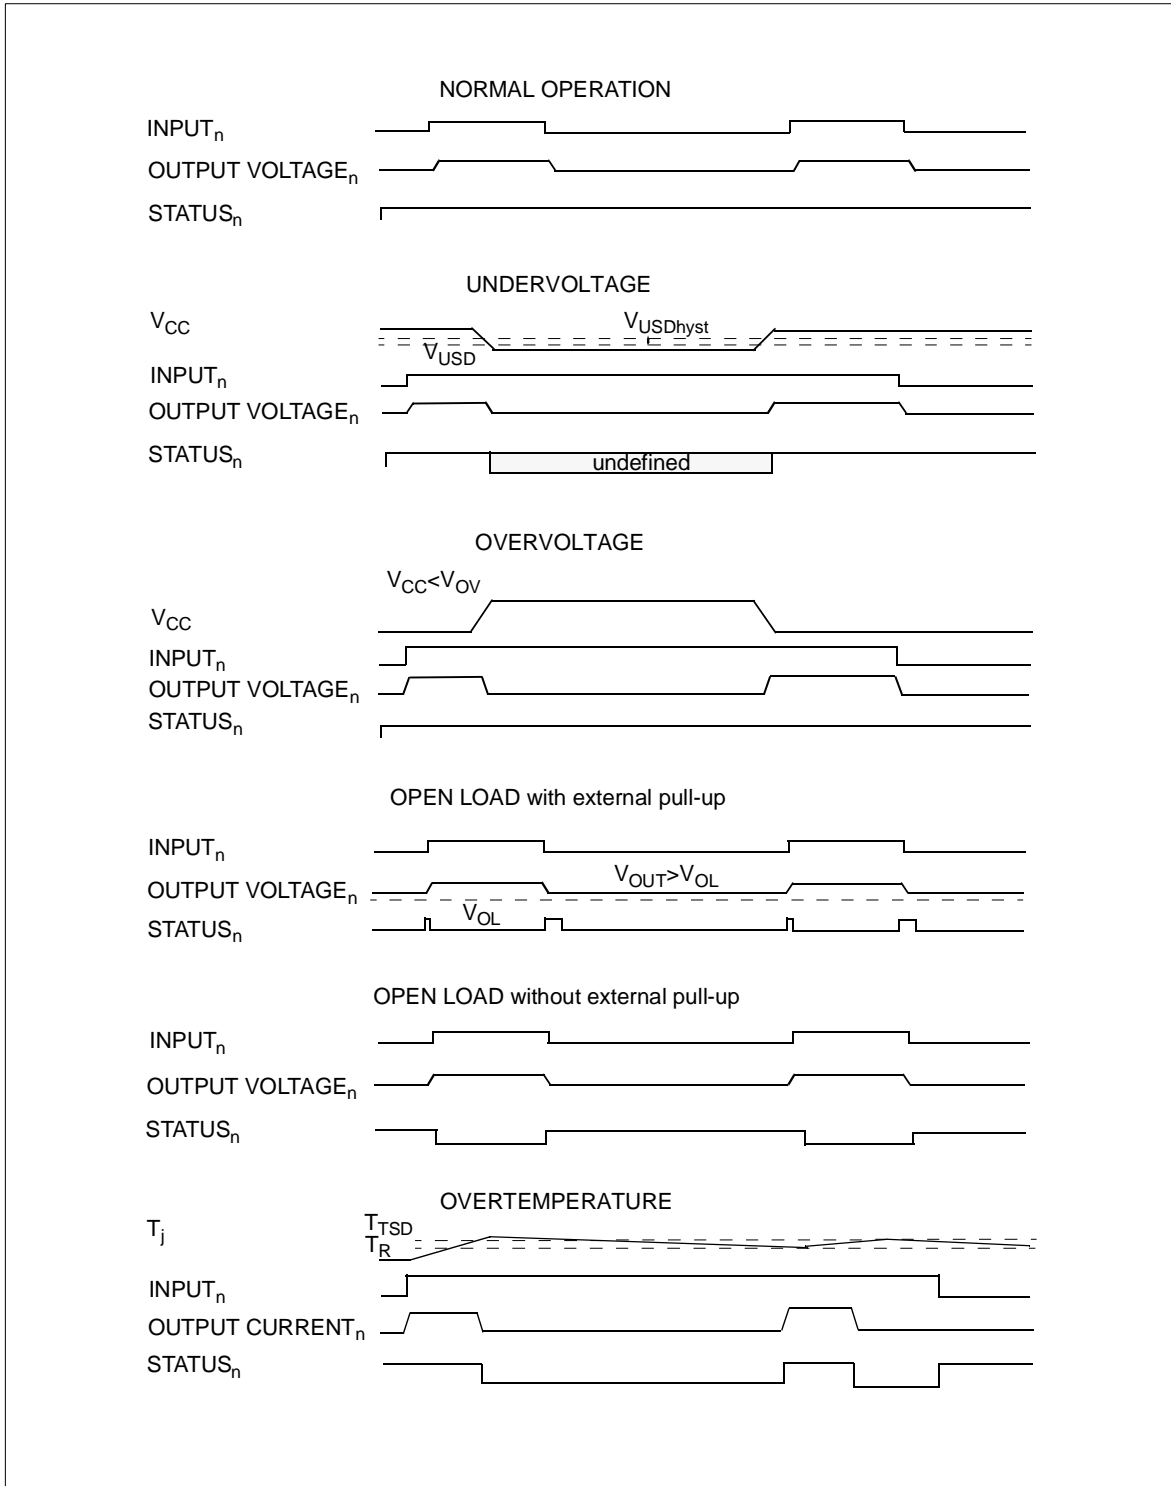 NORMAL OPERATION
INPUTn
OUTPUT VOLTAGEn
STATUSn
UNDERVOLTAGE
VCC
VUSDhyst
VUSD
INPUTn
OUTPUT VOLTAGEn
STATUSn
undefined
OVERVOLTAGE
VCC<VOV
VCC
INPUTn
OUTPUT VOLTAGEn
STATUSn
OPEN LOAD with external pull-up
INPUTn
OUTPUT VOLTAGEn
VOUT>VOL
VOL
STATUSn
OPEN LOAD without external pull-up
INPUTn
OUTPUT VOLTAGEn
STATUSn
OVERTEMPERATURE
Tj
TTSD
TR
INPUTn
OUTPUT CURRENTn
STATUSn